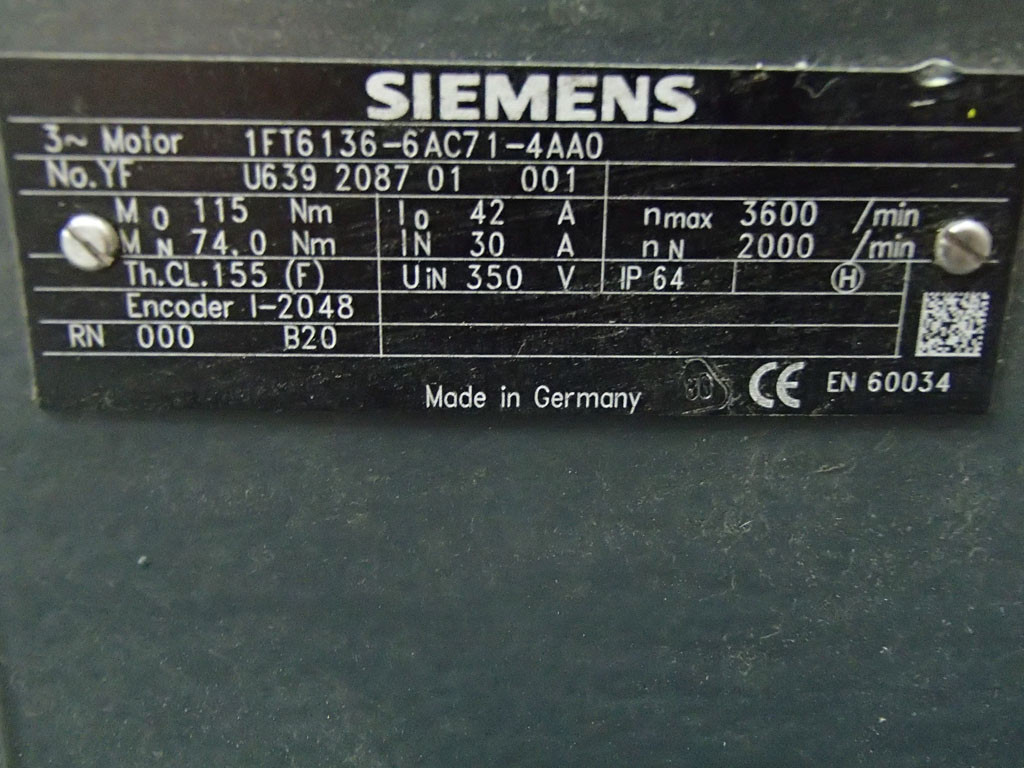 SIEMENS
3~ Motor 1FT6136-6AC71-4AA0
No.YF U639 2087 01 001
M0 115 Nm I0 42 A nmax 3600 /min
MN 74.0 Nm IN 30 A nN 2000 /min
Th.CL.155 (F) UiN 350 V IP 64 H
Encoder I-2048
RN 000 B20
Made in Germany CE EN 60034